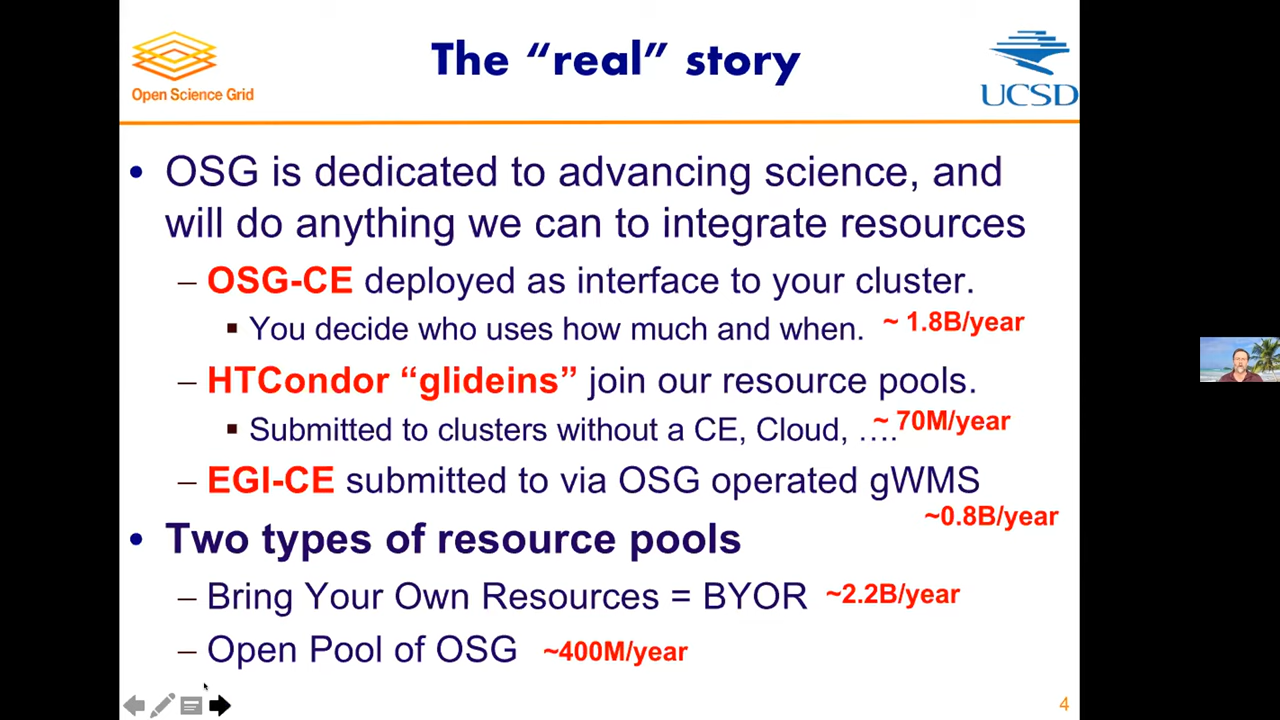 The “real” story
Open Science Grid
UCSD
• OSG is dedicated to advancing science, and
will do anything we can to integrate resources
– OSG-CE deployed as interface to your cluster.
▪ You decide who uses how much and when. ~ 1.8B/year
– HTCondor “glideins” join our resource pools.
▪ Submitted to clusters without a CE, Cloud, …. ~ 70M/year
– EGI-CE submitted to via OSG operated gWMS
~0.8B/year
• Two types of resource pools
– Bring Your Own Resources = BYOR ~2.2B/year
– Open Pool of OSG ~400M/year
4